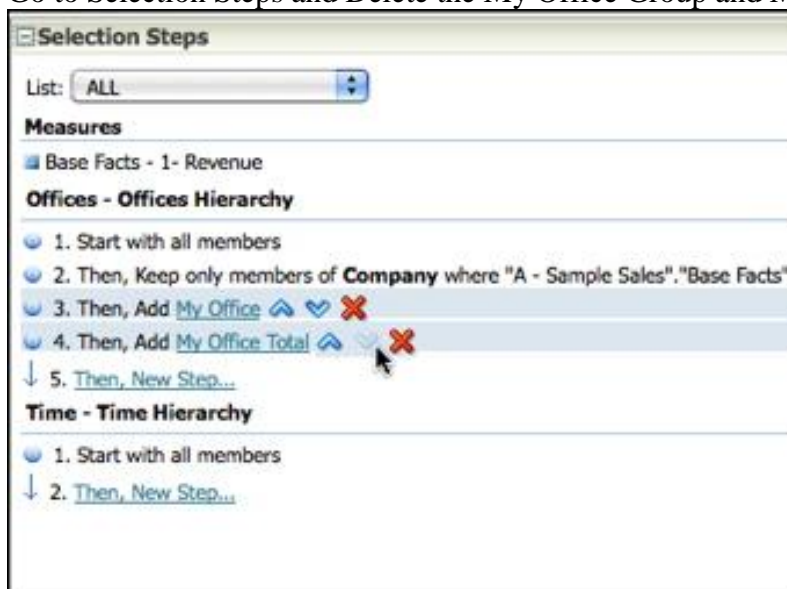 Go to Selection Steps and Delete the My Office Group and
Selection Steps
List: ALL
Measures
Base Facts - 1- Revenue
Offices - Offices Hierarchy
1. Start with all members
2. Then, Keep only members of Company where "A - Sample Sales"."Base Facts"
3. Then, Add My Office
4. Then, Add My Office Total
5. Then, New Step...
Time - Time Hierarchy
1. Start with all members
2. Then, New Step...